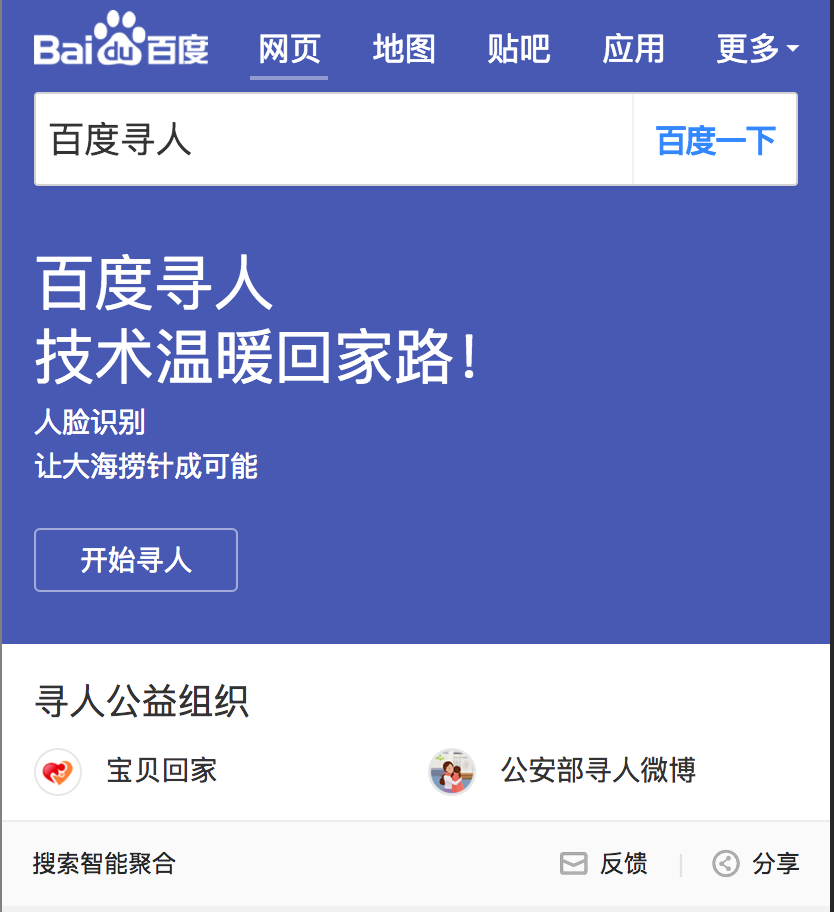 Bai du 百度 网页 地图 贴吧 应用 更多
百度寻人 百度一下
百度寻人
技术温暖回家路！
人脸识别
让大海捞针成可能
开始寻人
寻人公益组织
宝贝回家 公安部寻人微博
搜索智能聚合 反馈 | 分享